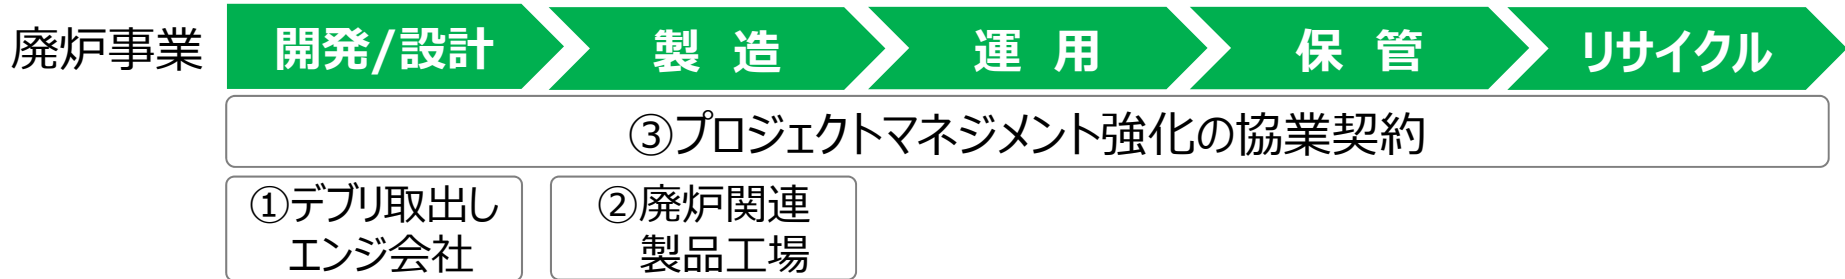 廃炉事業
開発/設計
製 造
運 用
保 管
リサイクル
③プロジェクトマネジメント強化の協業契約
①デブリ取出し
エンジ会社
②廃炉関連
製品工場